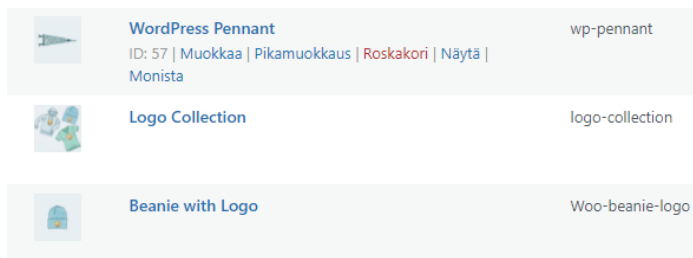 WordPress Pennant
wp-pennant
ID: 57 | Muokkaa | Pikamuokkaus | Roskakori | Näytä |
Monista
Logo Collection
logo-collection
Beanie with Logo
Woo-beanie-logo